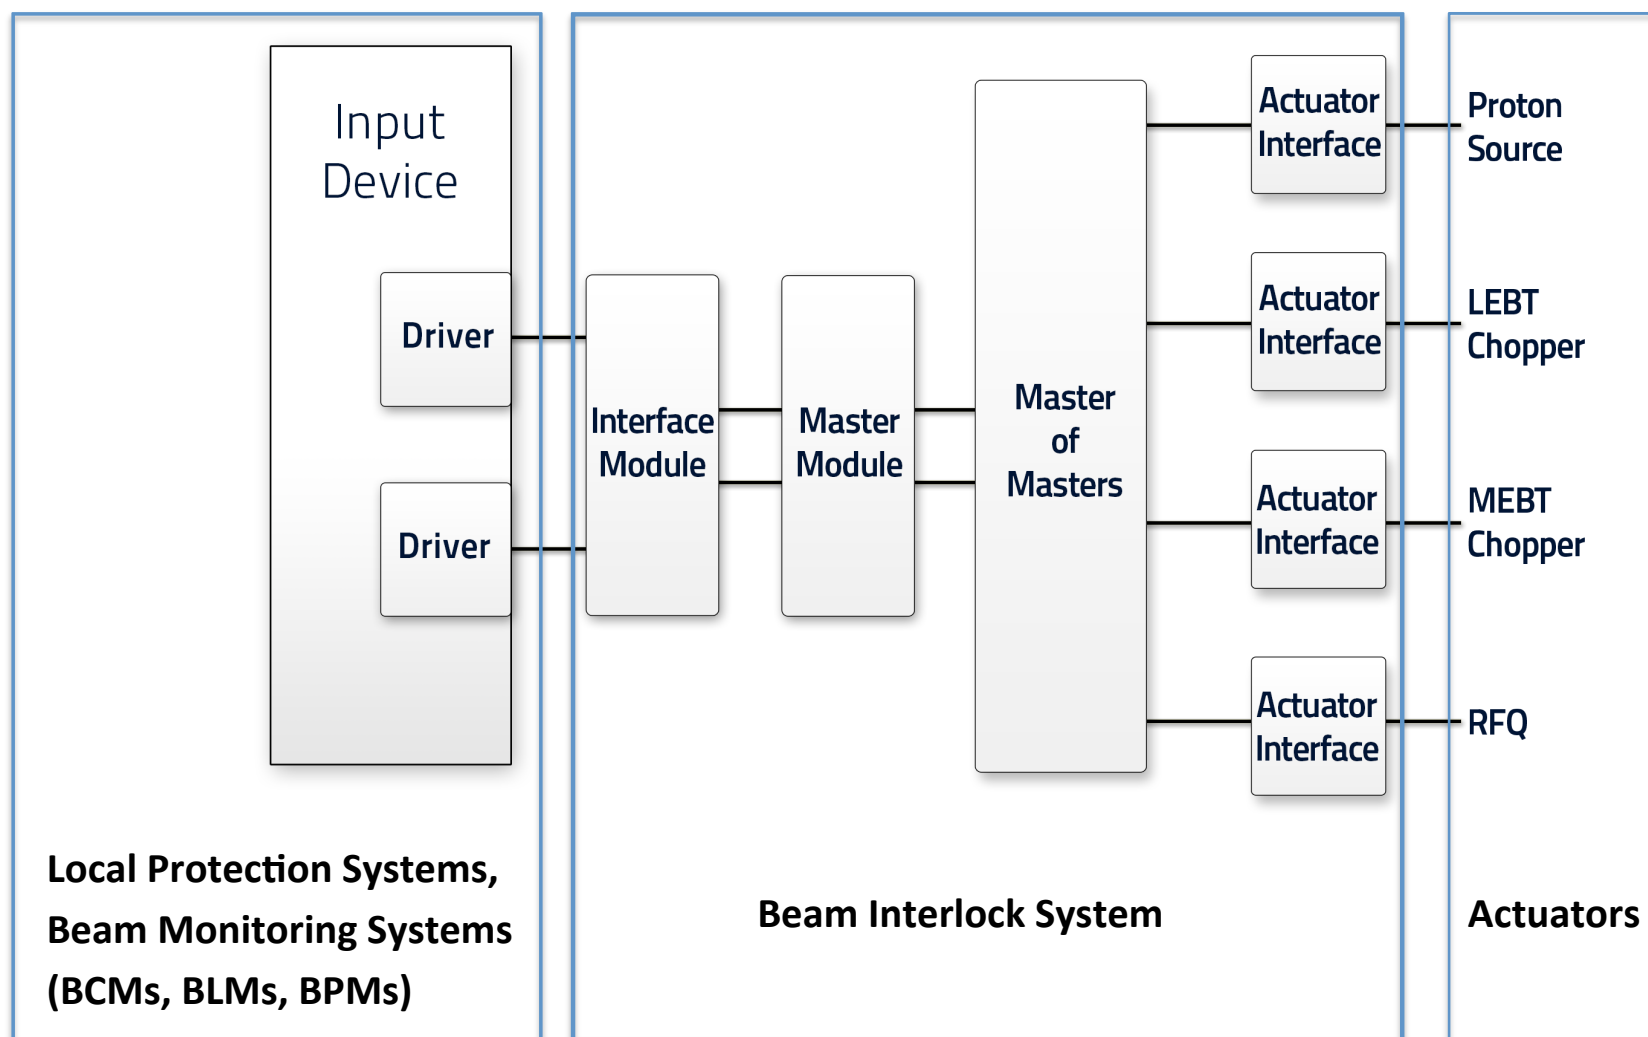 Input
Device
Driver
Driver
Interface
Module
Master
Module
Master
of
Masters
Actuator
Interface
Actuator
Interface
Actuator
Interface
Actuator
Interface
Proton
Source
LEBT
Chopper
MEBT
Chopper
RFQ
Local Protection Systems,
Beam Monitoring Systems
(BCMs, BLMs, BPMs)
Beam Interlock System
Actuators